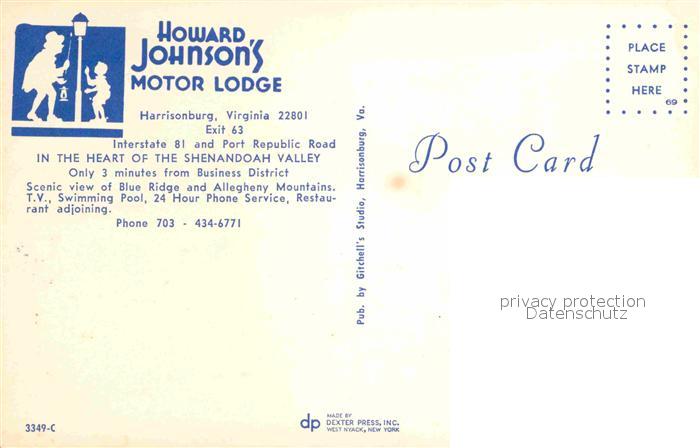 HOWARD
JOHNSON'S
MOTOR LODGE
Harrisonburg, Virginia 22801
Exit 63
Interstate 81 and Port Republic Road
IN THE HEART OF THE SHENANDOAH VALLEY
Only 3 minutes from Business District
Scenic view of Blue Ridge and Allegheny Mountains.
T.V., Swimming Pool, 24 Hour Phone Service, Restau-
rant adjoining.
Phone 703 - 434-6771
Pub. by Gitchell's Studio, Harrisonburg, Va.
PLACE
STAMP
HERE
69
Post Card
privacy protection
Datenschutz
3349-C
dp
MADE BY
DEXTER PRESS, INC.
WEST NYACK, NEW YORK